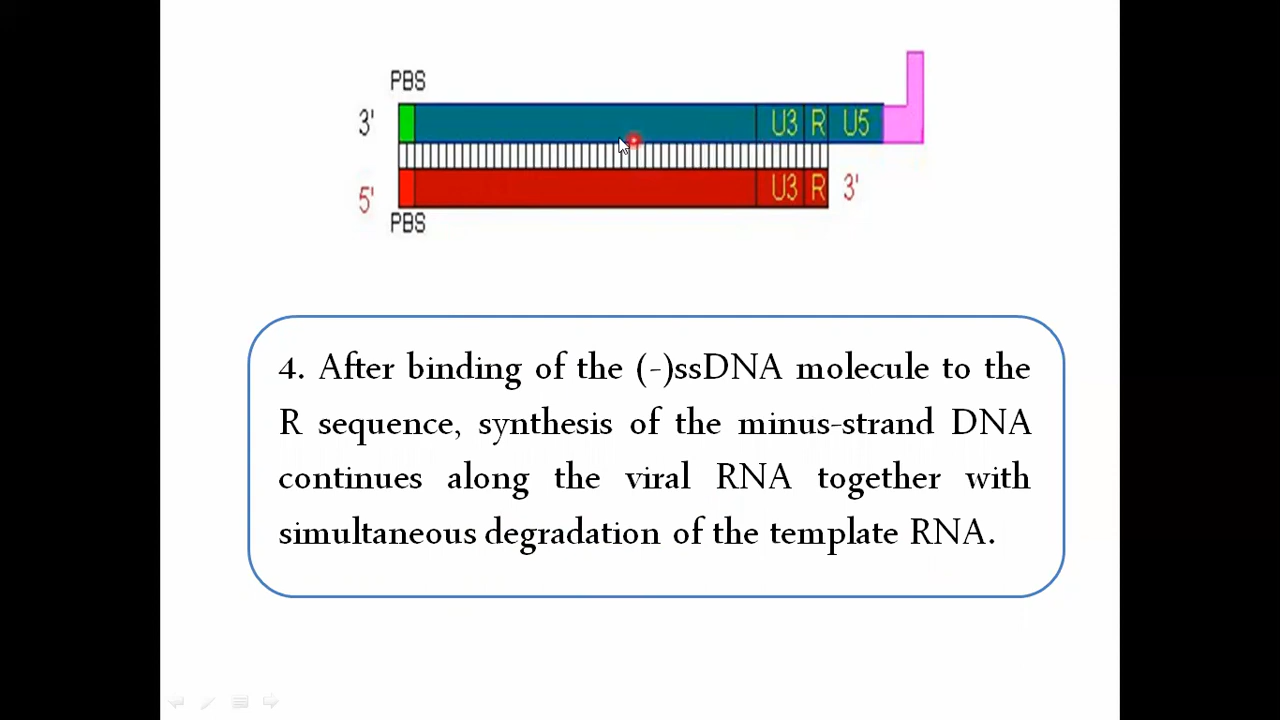 PBS
3' U3 R U5
5' U3 R 3'
PBS
4. After binding of the (-)ssDNA molecule to the
R sequence, synthesis of the minus-strand DNA
continues along the viral RNA together with
simultaneous degradation of the template RNA.